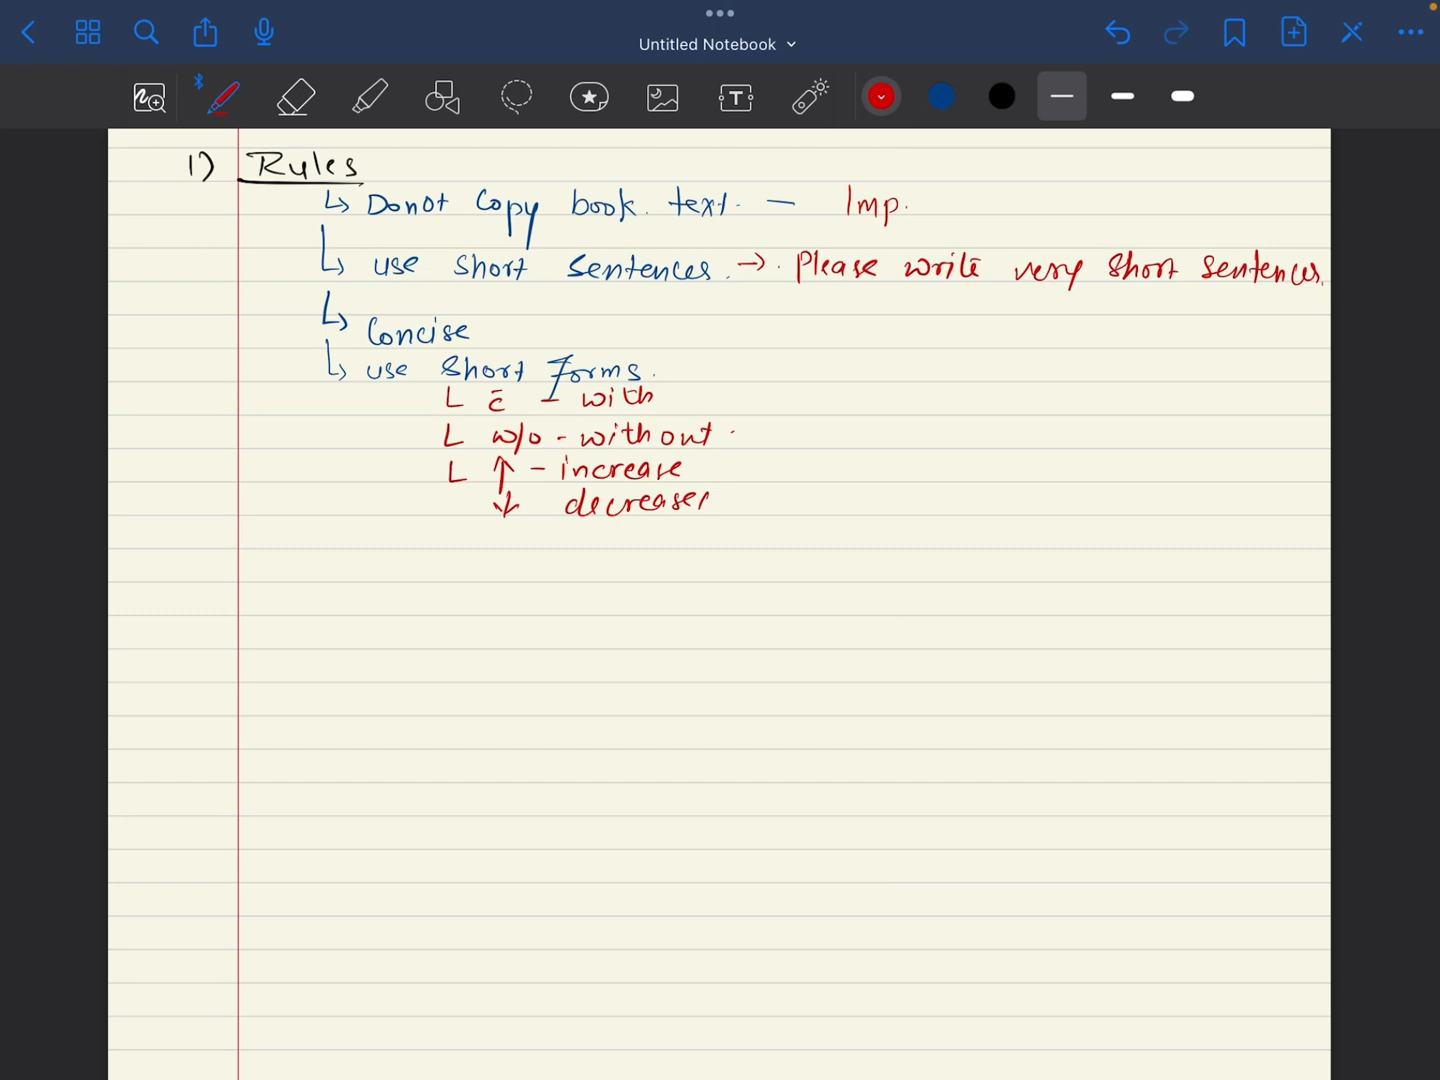 Untitled Notebook
1) Rules
↳ Donot Copy book. text. — Imp.
↳ use short sentences. → Please write very short sentences.
↳ Concise
↳ use short forms.
L c̄ - with
L w/o - without
L ↑ - increase
↓ decreases